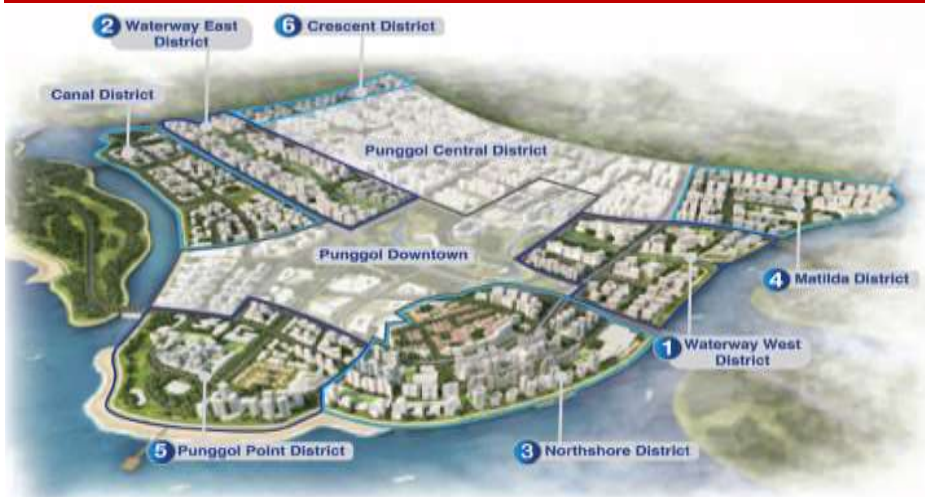 2 Waterway East
District
6 Crescent District
Canal District
Punggol Central District
Punggol Downtown
4 Matilda District
1 Waterway West
District
5 Punggol Point District
3 Northshore District